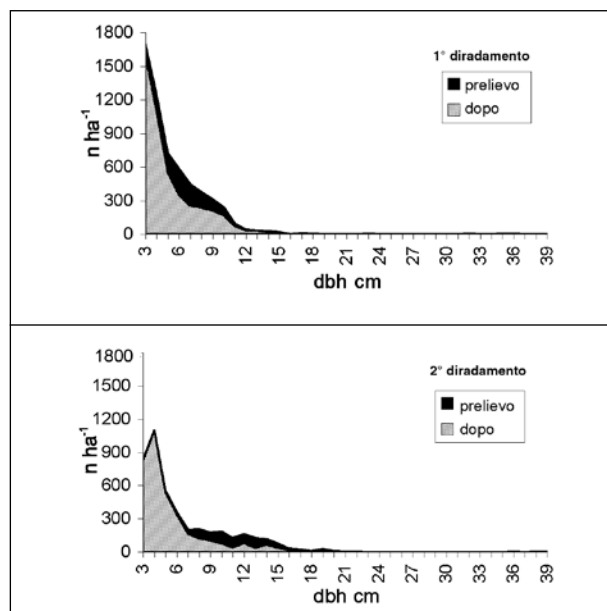 1800
1500
1200
900
600
300
0
n ha-1
1° diradamento
prelievo
dopo
3 6 9 12 15 18 21 24 27 30 33 36 39
dbh cm
1800
1500
1200
900
600
300
0
n ha-1
2° diradamento
prelievo
dopo
3 6 9 12 15 18 21 24 27 30 33 36 39
dbh cm